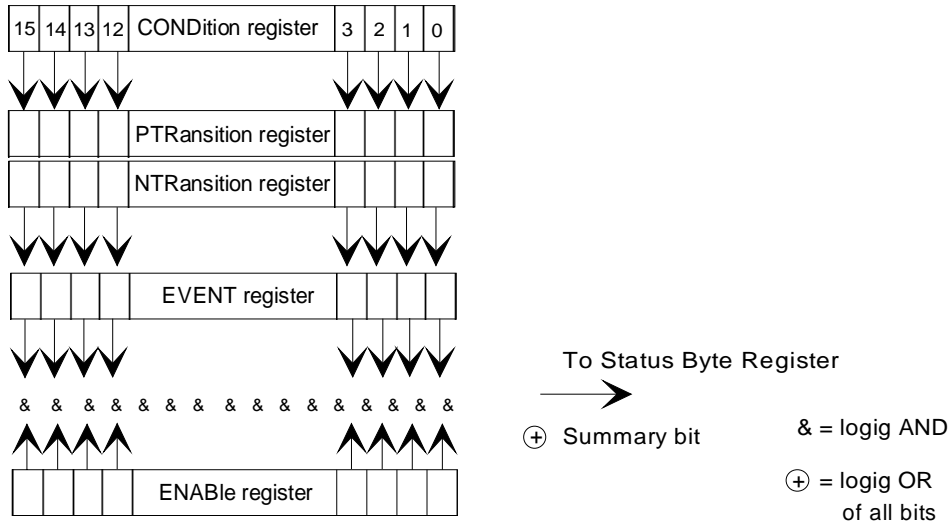 15 14 13 12 CONDition register 3 2 1 0
PTRansition register
NTRansition register
EVENT register
To Status Byte Register
& & & & & & & & & & & & & & & &
⊕ Summary bit
& = logig AND
ENABle register
⊕ = logig OR
of all bits